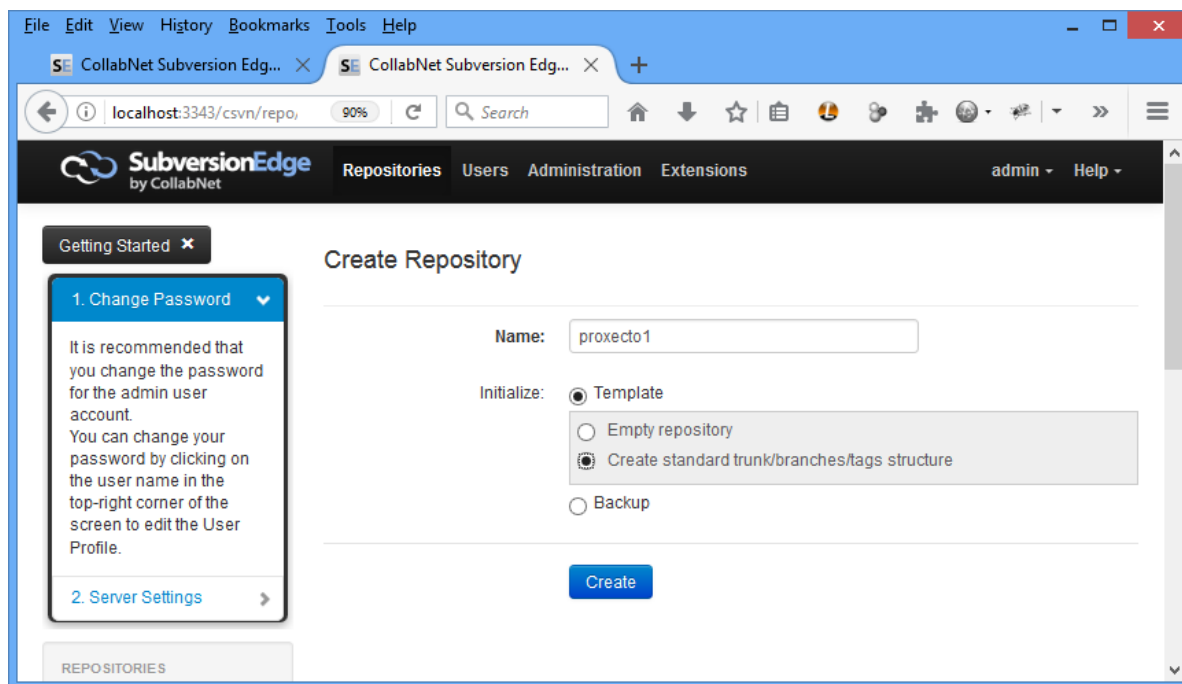 File Edit View History Bookmarks Tools Help
SE CollabNet Subversion Edg...
SE CollabNet Subversion Edg...
localhost:3343/csvn/repo/
90%
Search
SubversionEdge
by CollabNet
Repositories Users Administration Extensions
admin
Help
Getting Started
1. Change Password
It is recommended that
you change the password
for the admin user
account.
You can change your
password by clicking on
the user name in the
top-right corner of the
screen to edit the User
Profile.
2. Server Settings
REPOSITORIES
Create Repository
Name:
proxecto1
Initialize:
Template
Empty repository
Create standard trunk/branches/tags structure
Backup
Create